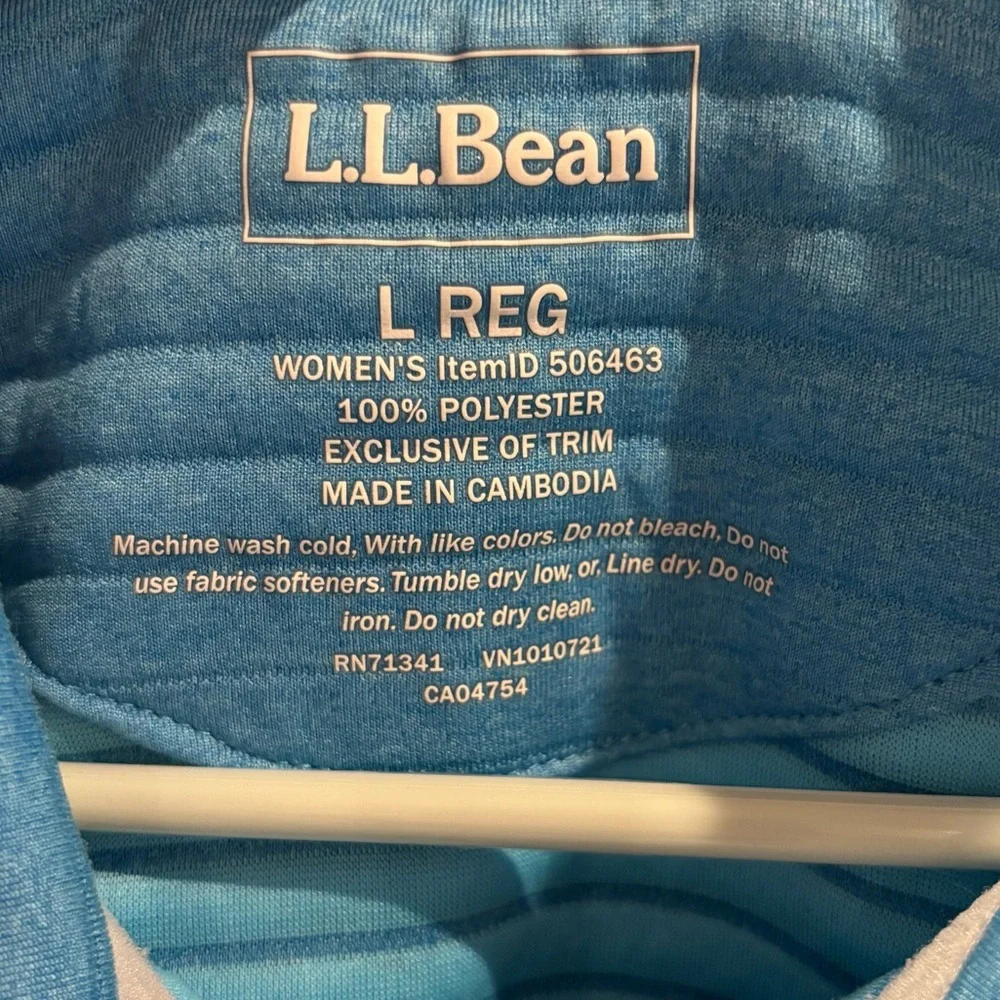 L.L.Bean
L REG
WOMEN'S ItemID 506463
100% POLYESTER
EXCLUSIVE OF TRIM
MADE IN CAMBODIA
Machine wash cold, With like colors. Do not bleach, Do not
use fabric softeners. Tumble dry low, or, Line dry. Do not
iron. Do not dry clean.
RN71341 VN1010721
CA04754